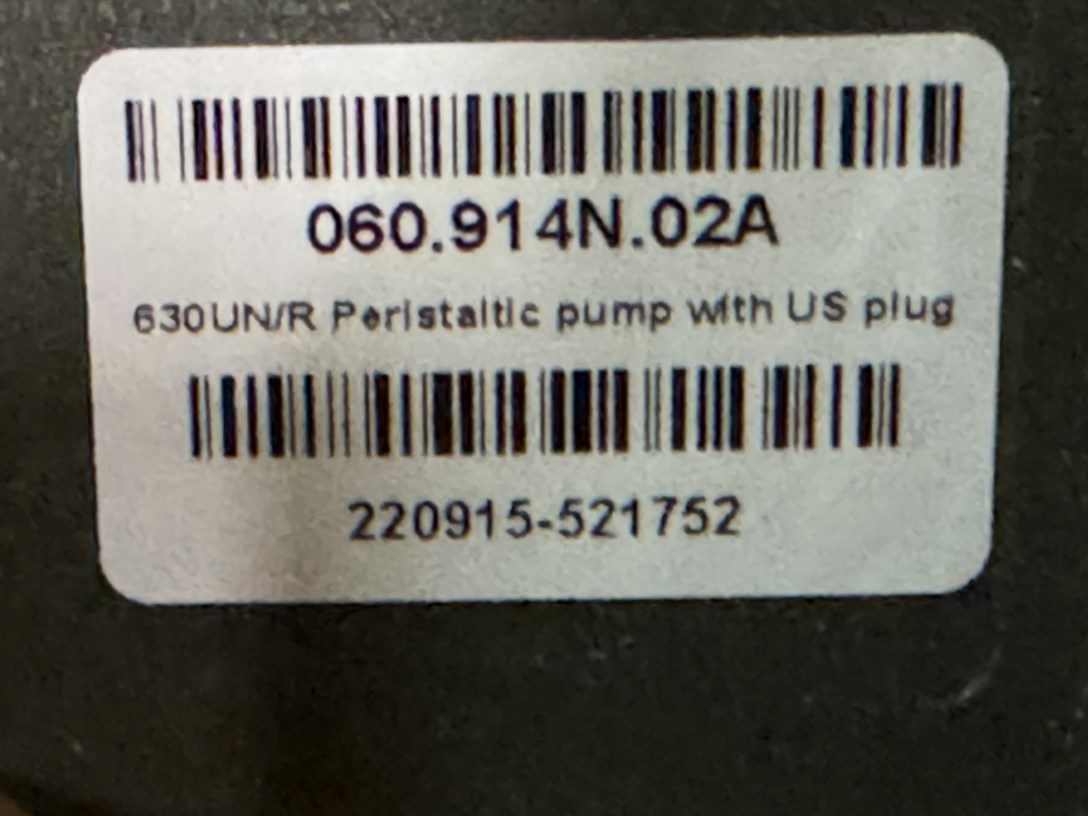 060.914N.02A
630UN/R Peristaltic pump with US plug
220915-521752